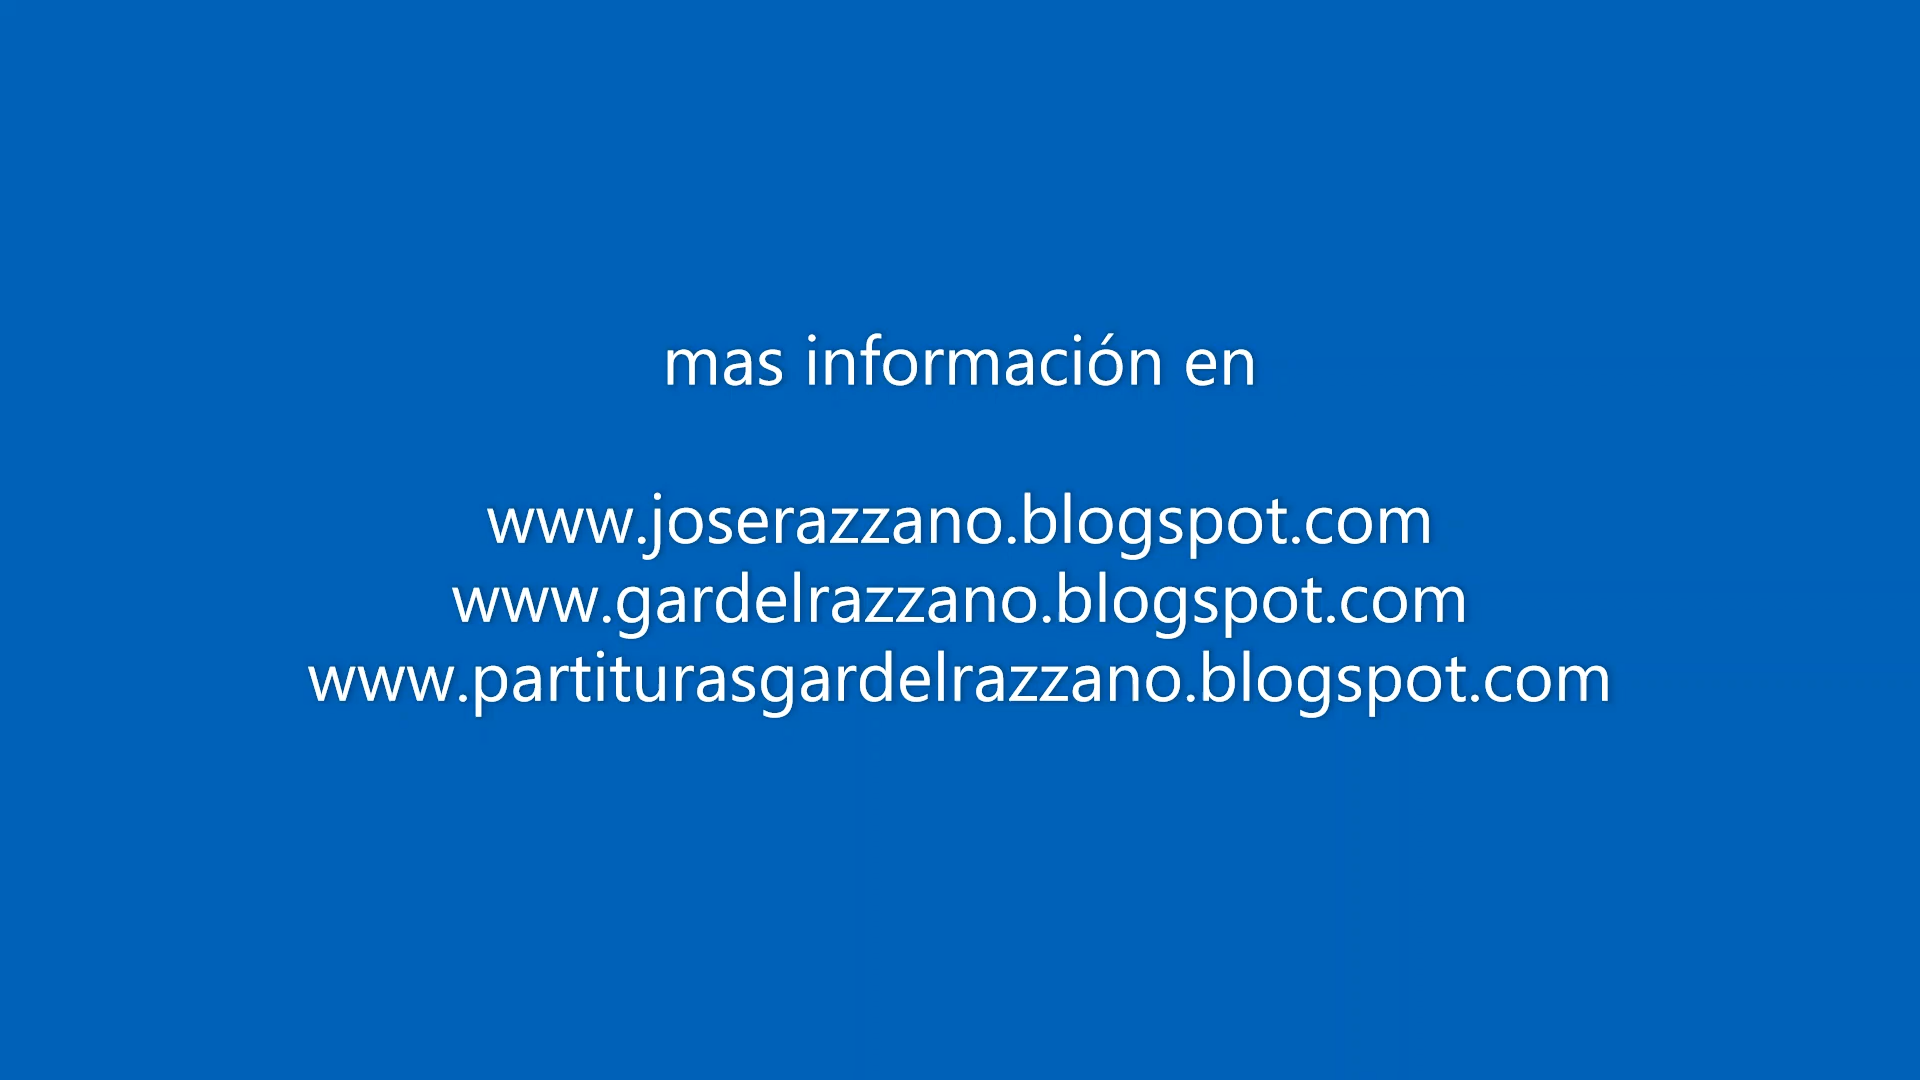 mas información en
www.joserazzano.blogspot.com
www.gardelrazzano.blogspot.com
www.partiturasgardelrazzano.blogspot.com